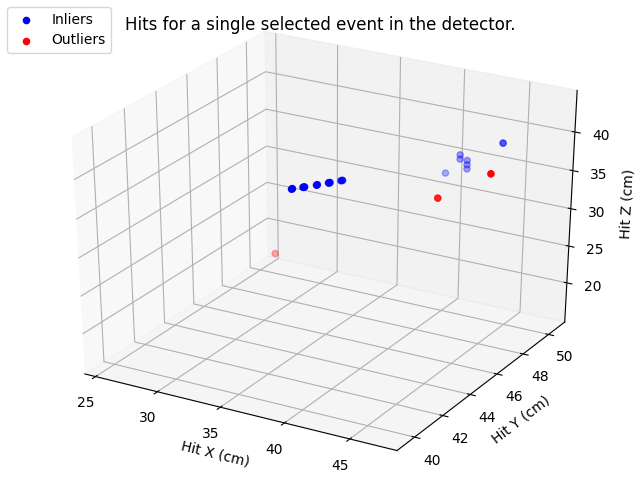 Hits for a single selected event in the detector.
Inliers
Outliers
40
35
30
25
20
Hit Z (cm)
50
48
46
44
42
40
Hit Y (cm)
25
30
35
40
45
Hit X (cm)